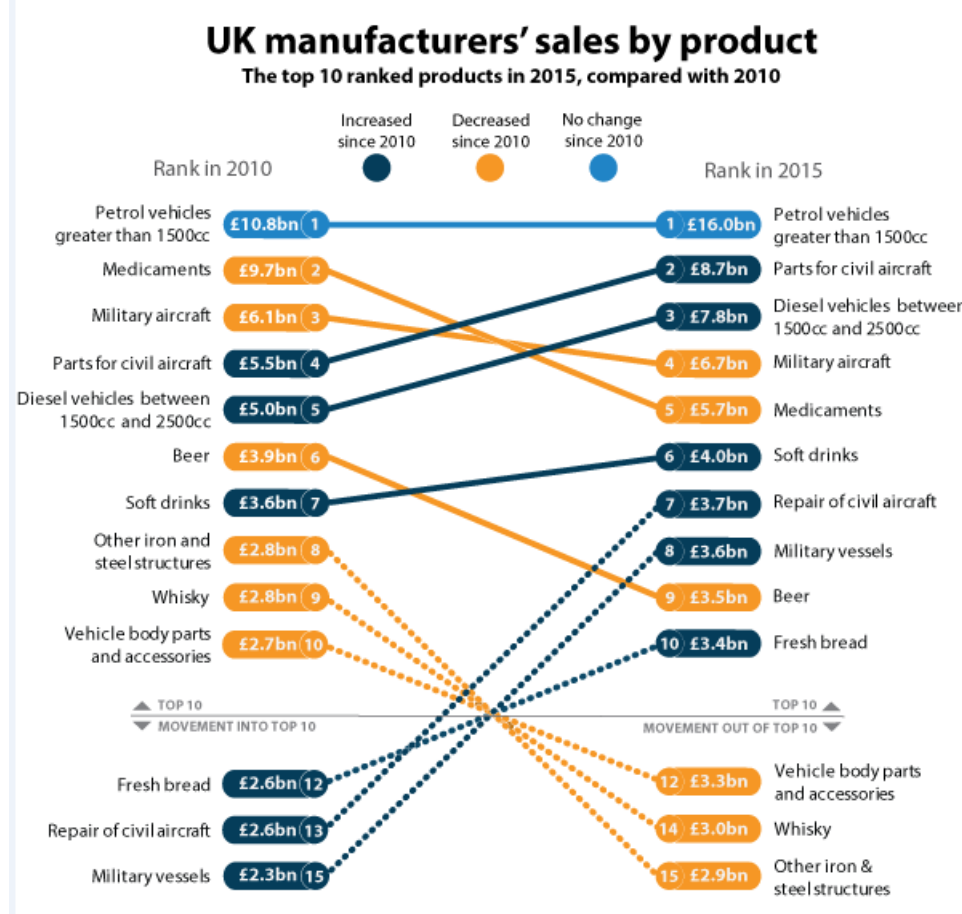 UK manufacturers’ sales by product
The top 10 ranked products in 2015, compared with 2010
Increased
since 2010
Decreased
since 2010
No change
since 2010
Rank in 2010
Rank in 2015
Petrol vehicles
greater than 1500cc
£10.8bn 1
1 £16.0bn
Petrol vehicles
greater than 1500cc
Medicaments £9.7bn 2
2 £8.7bn Parts for civil aircraft
Military aircraft £6.1bn 3
3 £7.8bn
Diesel vehicles between
1500cc and 2500cc
Parts for civil aircraft £5.5bn 4
4 £6.7bn Military aircraft
Diesel vehicles between
1500cc and 2500cc
£5.0bn 5
5 £5.7bn Medicaments
Beer £3.9bn 6
6 £4.0bn Soft drinks
Soft drinks £3.6bn 7
7 £3.7bn Repair of civil aircraft
Other iron and
steel structures
£2.8bn 8
8 £3.6bn Military vessels
Whisky £2.8bn 9
9 £3.5bn Beer
Vehicle body parts
and accessories
£2.7bn 10
10 £3.4bn Fresh bread
TOP 10
TOP 10
MOVEMENT INTO TOP 10
MOVEMENT OUT OF TOP 10
Fresh bread £2.6bn 12
12 £3.3bn
Vehicle body parts
and accessories
Repair of civil aircraft £2.6bn 13
14 £3.0bn Whisky
Military vessels £2.3bn 15
15 £2.9bn
Other iron &
steel structures